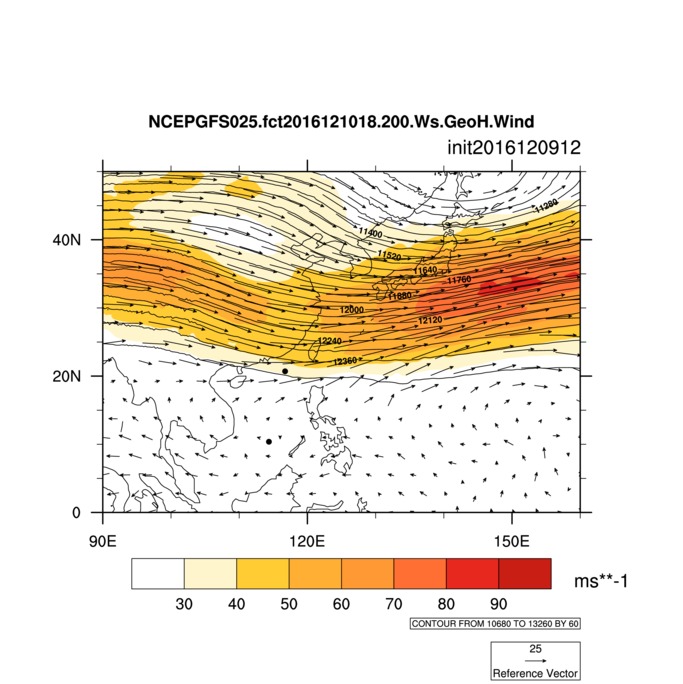 NCEPGFS025.fct2016121018.200.Ws.GeoH.Wind
init2016120912
11280
11400
40N
11520
11640
11760
11880
12000
12120
12240
12360
20N
0
90E 120E 150E
ms**-1
30 40 50 60 70 80 90
CONTOUR FROM 10680 TO 13260 BY 60
25
Reference Vector